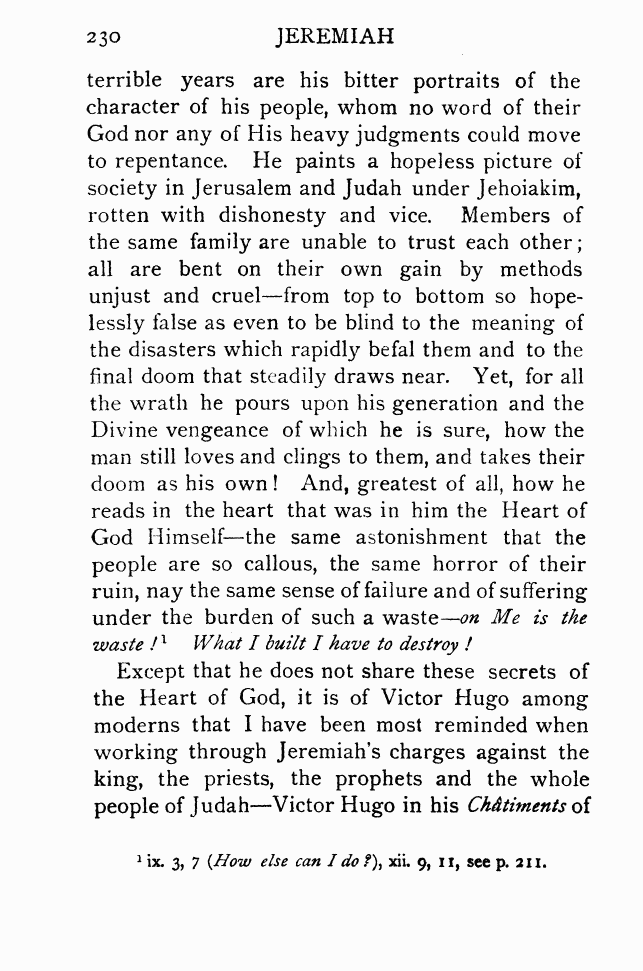 230 JEREMIAH
terrible years are his bitter portraits of the
character of his people, whom no word of their
God nor any of His heavy judgments could move
to repentance. He paints a hopeless picture of
society in Jerusalem and Judah under Jehoiakim,
rotten with dishonesty and vice. Members of
the same family are unable to trust each other;
all are bent on their own gain by methods
unjust and cruel—from top to bottom so hope-
lessly false as even to be blind to the meaning of
the disasters which rapidly befal them and to the
final doom that steadily draws near. Yet, for all
the wrath he pours upon his generation and the
Divine vengeance of which he is sure, how the
man still loves and clings to them, and takes their
doom as his own! And, greatest of all, how he
reads in the heart that was in him the Heart of
God Himself—the same astonishment that the
people are so callous, the same horror of their
ruin, nay the same sense of failure and of suffering
under the burden of such a waste—on Me is the
waste!¹ What I built I have to destroy!
Except that he does not share these secrets of
the Heart of God, it is of Victor Hugo among
moderns that I have been most reminded when
working through Jeremiah's charges against the
king, the priests, the prophets and the whole
people of Judah—Victor Hugo in his Châtiments of
¹ ix. 3, 7 (How else can I do?), xii. 9, 11, see p. 211.